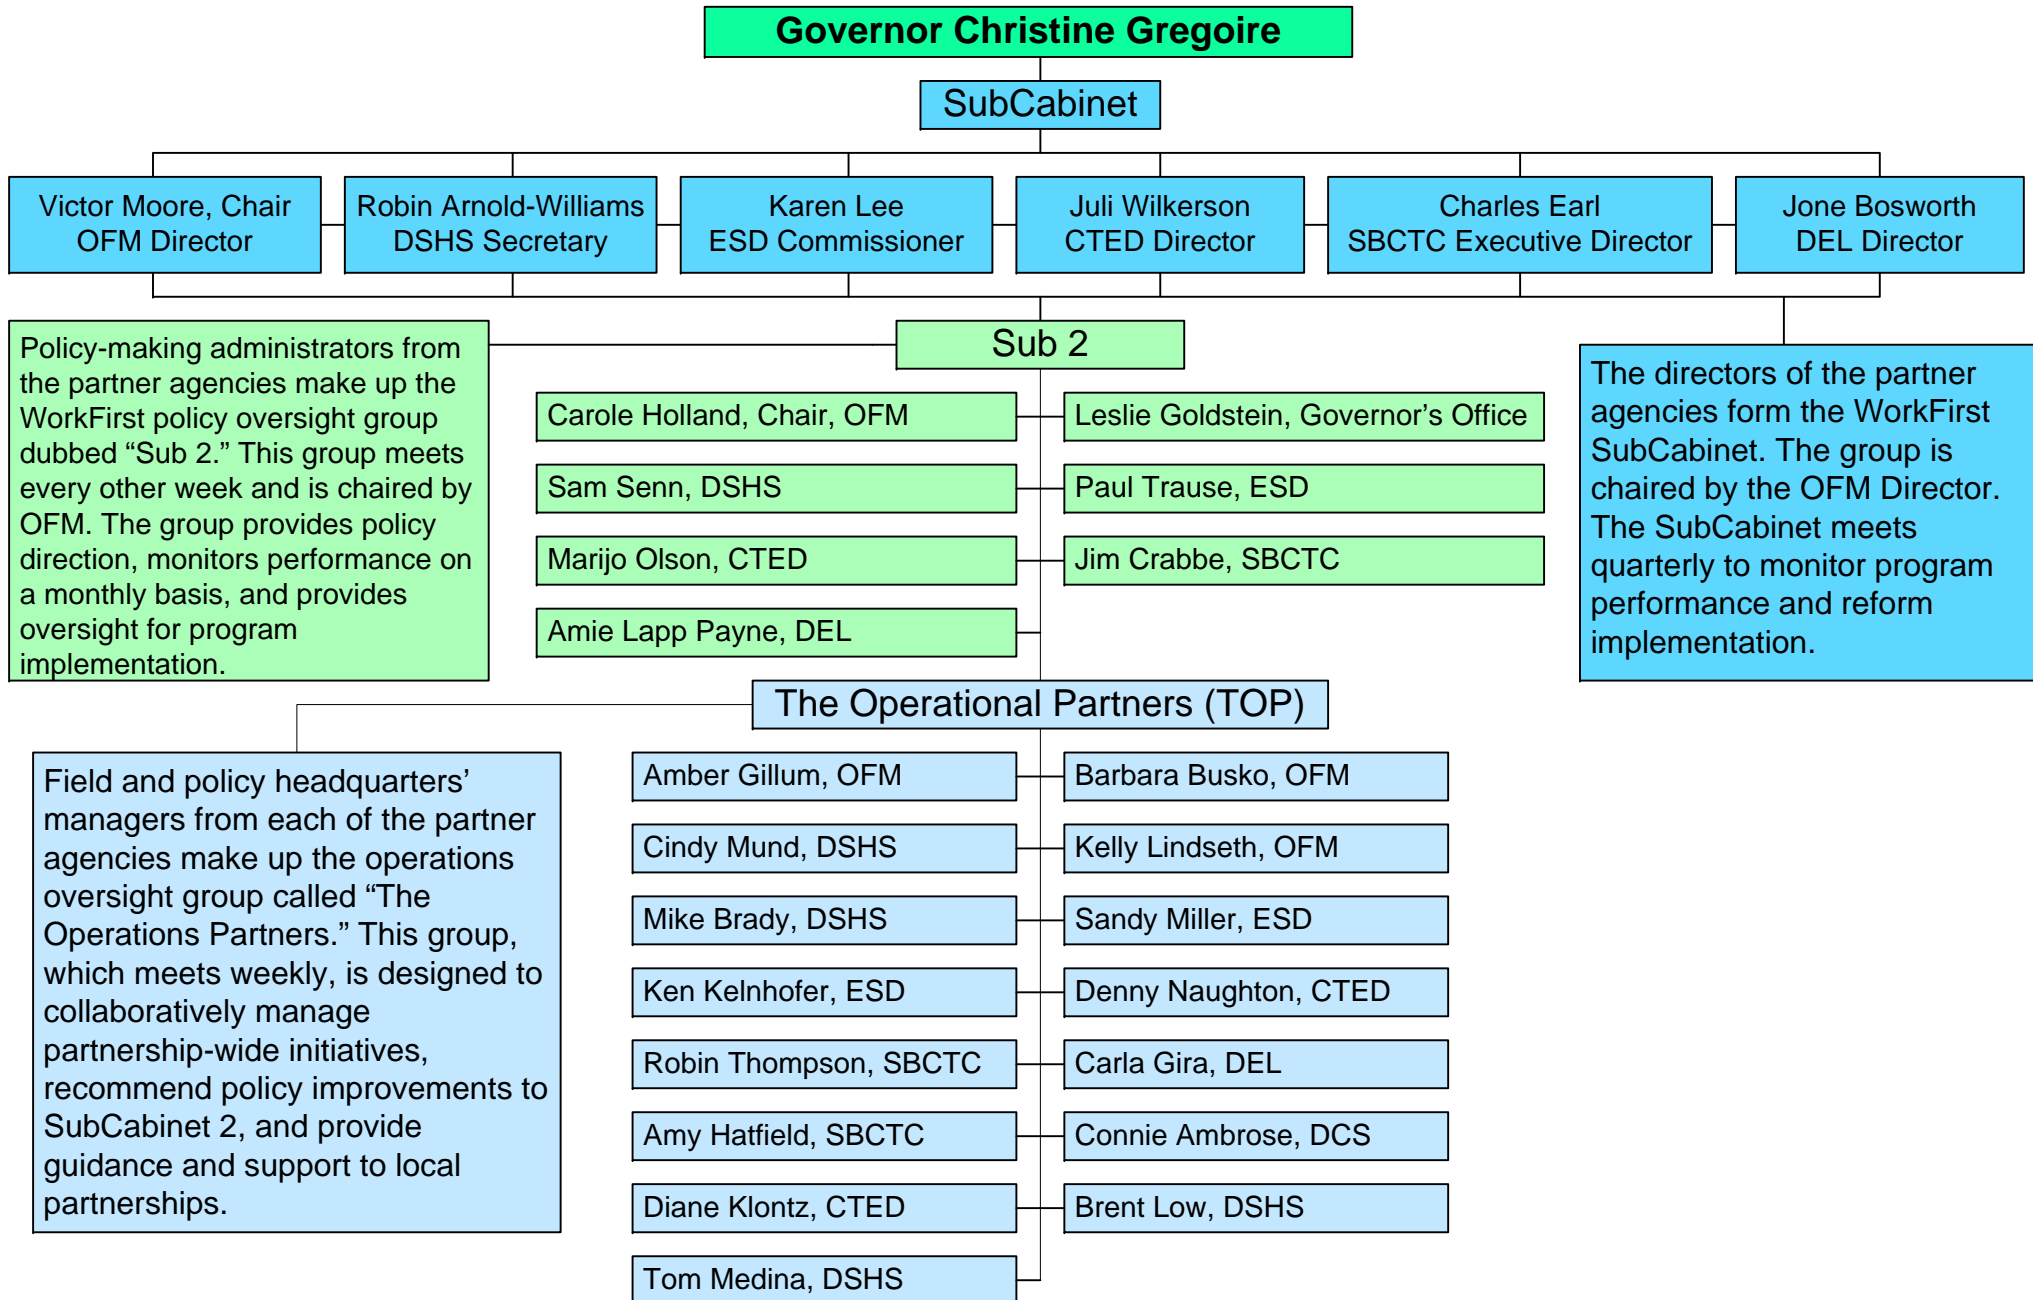 Governor Christine Gregoire
SubCabinet
Victor Moore, Chair
OFM Director
Robin Arnold-Williams
DSHS Secretary
Karen Lee
ESD Commissioner
Juli Wilkerson
CTED Director
Charles Earl
SBCTC Executive Director
Jone Bosworth
DEL Director
Policy-making administrators from
the partner agencies make up the
WorkFirst policy oversight group
dubbed “Sub 2.” This group meets
every other week and is chaired by
OFM. The group provides policy
direction, monitors performance on
a monthly basis, and provides
oversight for program
implementation.
Sub 2
Carole Holland, Chair, OFM
Leslie Goldstein, Governor’s Office
Sam Senn, DSHS
Paul Trause, ESD
Marijo Olson, CTED
Jim Crabbe, SBCTC
Amie Lapp Payne, DEL
The directors of the partner
agencies form the WorkFirst
SubCabinet. The group is
chaired by the OFM Director.
The SubCabinet meets
quarterly to monitor program
performance and reform
implementation.
The Operational Partners (TOP)
Field and policy headquarters’
managers from each of the partner
agencies make up the operations
oversight group called “The
Operations Partners.” This group,
which meets weekly, is designed to
collaboratively manage
partnership-wide initiatives,
recommend policy improvements to
SubCabinet 2, and provide
guidance and support to local
partnerships.
Amber Gillum, OFM
Barbara Busko, OFM
Cindy Mund, DSHS
Kelly Lindseth, OFM
Mike Brady, DSHS
Sandy Miller, ESD
Ken Kelnhofer, ESD
Denny Naughton, CTED
Robin Thompson, SBCTC
Carla Gira, DEL
Amy Hatfield, SBCTC
Connie Ambrose, DCS
Diane Klontz, CTED
Brent Low, DSHS
Tom Medina, DSHS